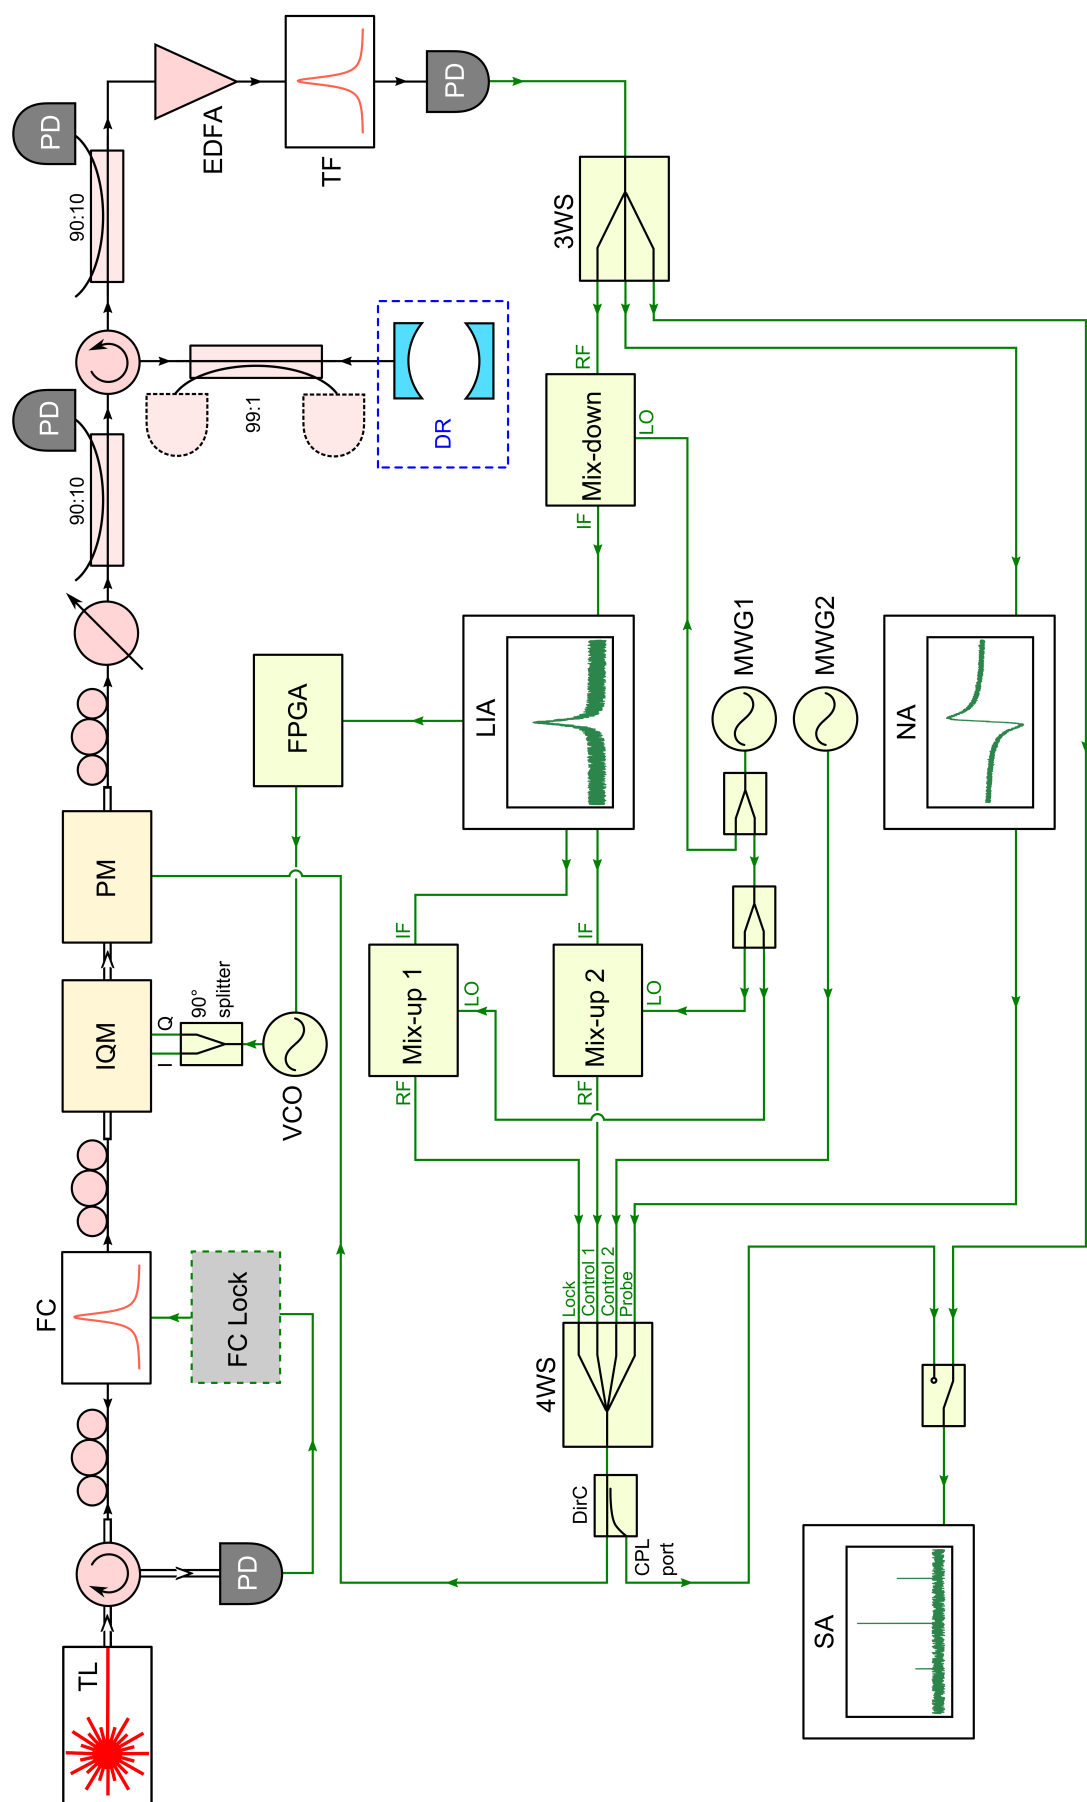 TL
PD
FC
FC Lock
IQM
I
Q
90°
splitter
VCO
PM
FPGA
90:10
PD
99:1
DR
90:10
PD
EDFA
TF
PD
3WS
RF
Mix-down
LO
IF
LIA
MWG1
MWG2
NA
IF
Mix-up 1
LO
RF
IF
Mix-up 2
LO
RF
Lock
Control 1
Control 2
Probe
4WS
DirC
CPL
port
SA